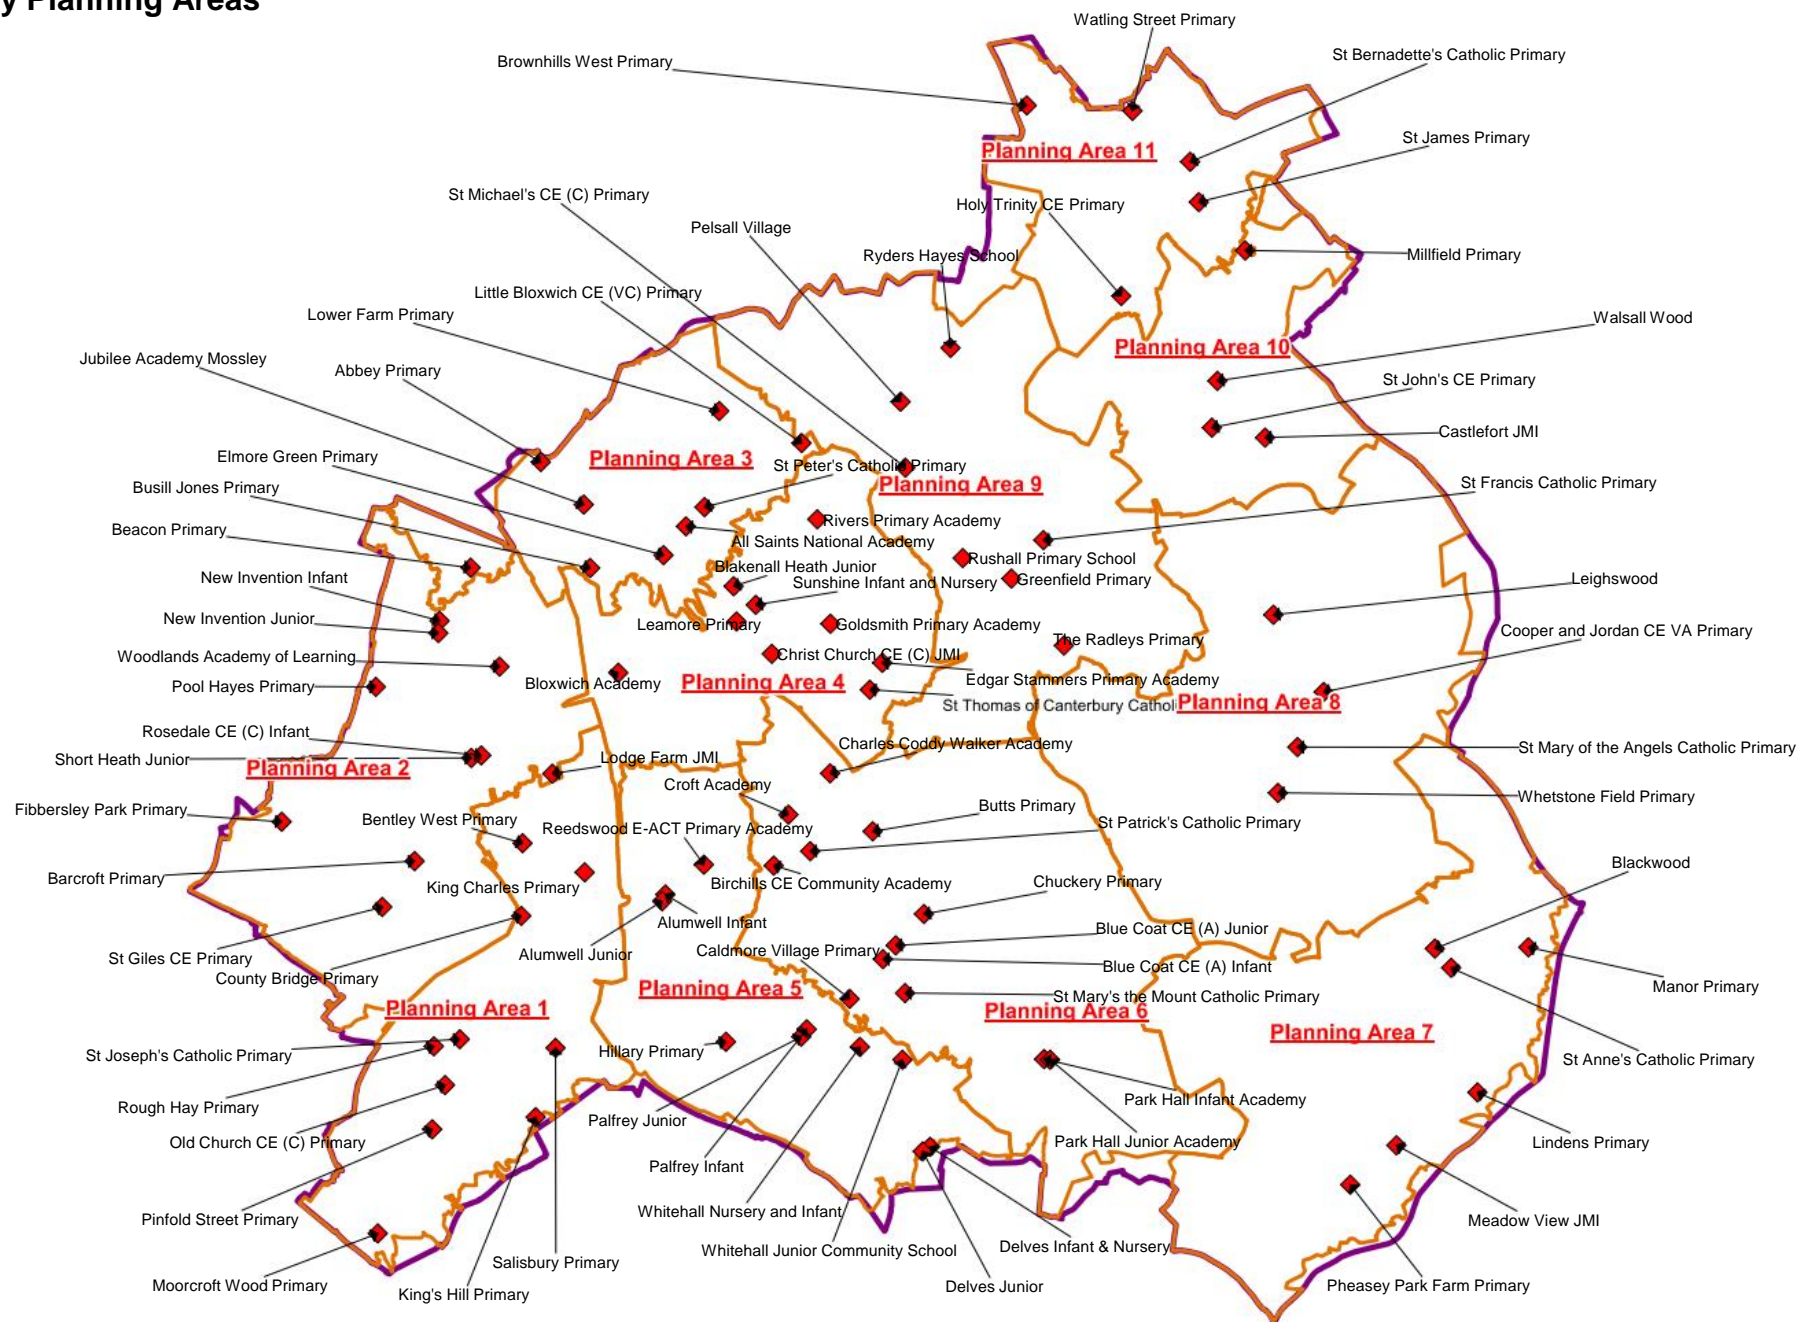 y Planning Areas
Watling Street Primary
Brownhills West Primary
St Bernadette's Catholic Primary
St James Primary
Planning Area 11
St Michael's CE (C) Primary
Holy Trinity CE Primary
Pelsall Village
Ryders Hayes School
Millfield Primary
Little Bloxwich CE (VC) Primary
Lower Farm Primary
Walsall Wood
Planning Area 10
Jubilee Academy Mossley
Abbey Primary
St John's CE Primary
Castlefort JMI
Elmore Green Primary
Planning Area 3
St Peter's Catholic Primary
Planning Area 9
St Francis Catholic Primary
Busill Jones Primary
Rivers Primary Academy
Beacon Primary
All Saints National Academy
Rushall Primary School
Blakenall Heath Junior
New Invention Infant
Sunshine Infant and Nursery
Greenfield Primary
Leighswood
New Invention Junior
Leamore Primary
Goldsmith Primary Academy
Cooper and Jordan CE VA Primary
The Radleys Primary
Woodlands Academy of Learning
Christ Church CE (C) JMI
Pool Hayes Primary
Bloxwich Academy
Planning Area 4
Edgar Stammers Primary Academy
St Thomas of Canterbury Catholi
Planning Area 8
Rosedale CE (C) Infant
Charles Coddy Walker Academy
St Mary of the Angels Catholic Primary
Short Heath Junior
Lodge Farm JMI
Planning Area 2
Croft Academy
Whetstone Field Primary
Fibbersley Park Primary
Butts Primary
Bentley West Primary
Reedswood E-ACT Primary Academy
St Patrick's Catholic Primary
Blackwood
Barcroft Primary
King Charles Primary
Birchills CE Community Academy
Chuckery Primary
Alumwell Infant
Blue Coat CE (A) Junior
St Giles CE Primary
Alumwell Junior
Caldmore Village Primary
Blue Coat CE (A) Infant
County Bridge Primary
Manor Primary
Planning Area 5
St Mary's the Mount Catholic Primary
Planning Area 1
Planning Area 6
Planning Area 7
St Joseph's Catholic Primary
Hillary Primary
St Anne's Catholic Primary
Rough Hay Primary
Park Hall Infant Academy
Palfrey Junior
Old Church CE (C) Primary
Park Hall Junior Academy
Lindens Primary
Palfrey Infant
Pinfold Street Primary
Whitehall Nursery and Infant
Meadow View JMI
Whitehall Junior Community School
Delves Infant & Nursery
Salisbury Primary
Moorcroft Wood Primary
King's Hill Primary
Delves Junior
Pheasey Park Farm Primary